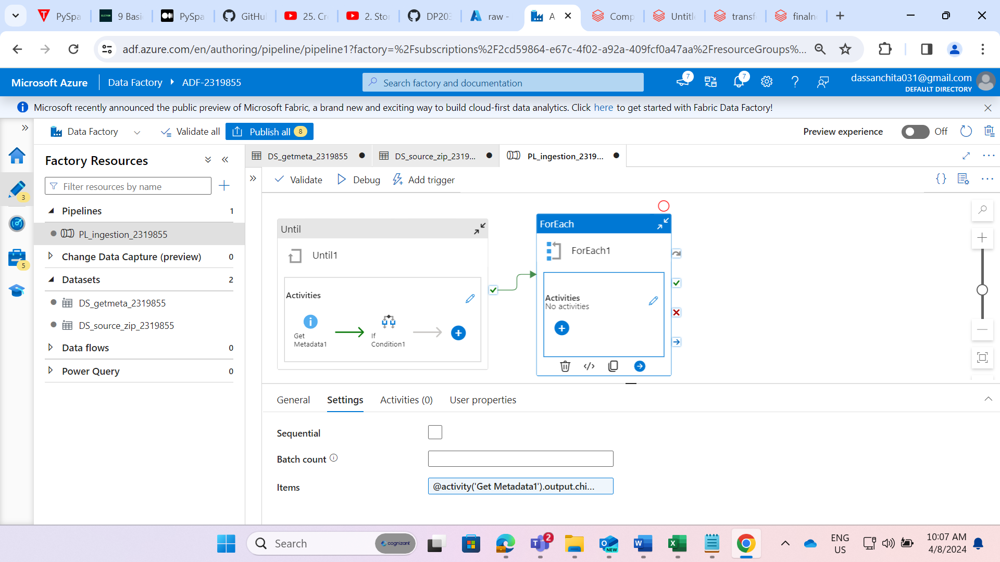 PySpa
9 Basi
PySpa
GitHu
25. Cr
2. Stor
DP203
raw -
A
Comp
Untitl
transf
finaln
adf.azure.com/en/authoring/pipeline/pipeline1?factory=%2Fsubscriptions%2F2cd59864-e67c-4f02-a92a-409fcf0a47aa%2FresourceGroups%...
Microsoft Azure
Data Factory
ADF-2319855
Search factory and documentation
7
7
dassanchita031@gmail.com
DEFAULT DIRECTORY
Microsoft recently announced the public preview of Microsoft Fabric, a brand new and exciting way to build cloud-first data analytics. Click here to get started with Fabric Data Factory!
Data Factory
Validate all
Publish all 8
Preview experience
Off
Factory Resources
Filter resources by name
3
5
Pipelines 1
PL_ingestion_2319855
Change Data Capture (preview) 0
Datasets 2
DS_getmeta_2319855
DS_source_zip_2319855
Data flows 0
Power Query 0
DS_getmeta_2319855
DS_source_zip_2319...
PL_ingestion_2319...
Validate
Debug
Add trigger
Until
Until1
Activities
Get
Metadata1
If
Condition1
ForEach
ForEach1
Activities
No activities
General
Settings
Activities (0)
User properties
Sequential
Batch count
Items
@activity('Get Metadata1').output.chi...
Search
cognizant
2
NEW
ENG
US
10:07 AM
4/8/2024